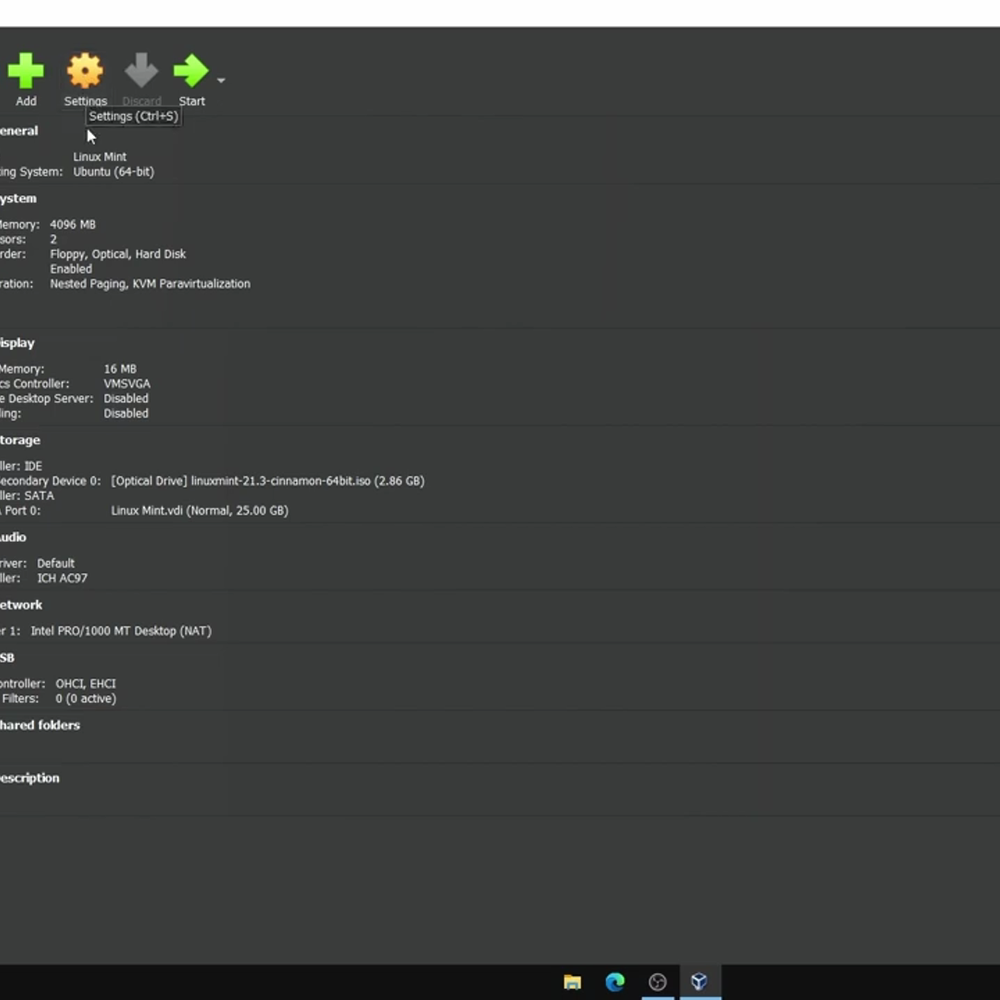 Add Settings Discard Start
Settings (Ctrl+S)
eneral
Linux Mint
ing System: Ubuntu (64-bit)
ystem
Memory: 4096 MB
sors: 2
rder: Floppy, Optical, Hard Disk
Enabled
ration: Nested Paging, KVM Paravirtualization
isplay
Memory: 16 MB
cs Controller: VMSVGA
e Desktop Server: Disabled
ding: Disabled
torage
ller: IDE
econdary Device 0: [Optical Drive] linuxmint-21.3-cinnamon-64bit.iso (2.86 GB)
ller: SATA
A Port 0: Linux Mint.vdi (Normal, 25.00 GB)
udio
river: Default
ller: ICH AC97
etwork
er 1: Intel PRO/1000 MT Desktop (NAT)
SB
ontroller: OHCI, EHCI
Filters: 0 (0 active)
hared folders
escription